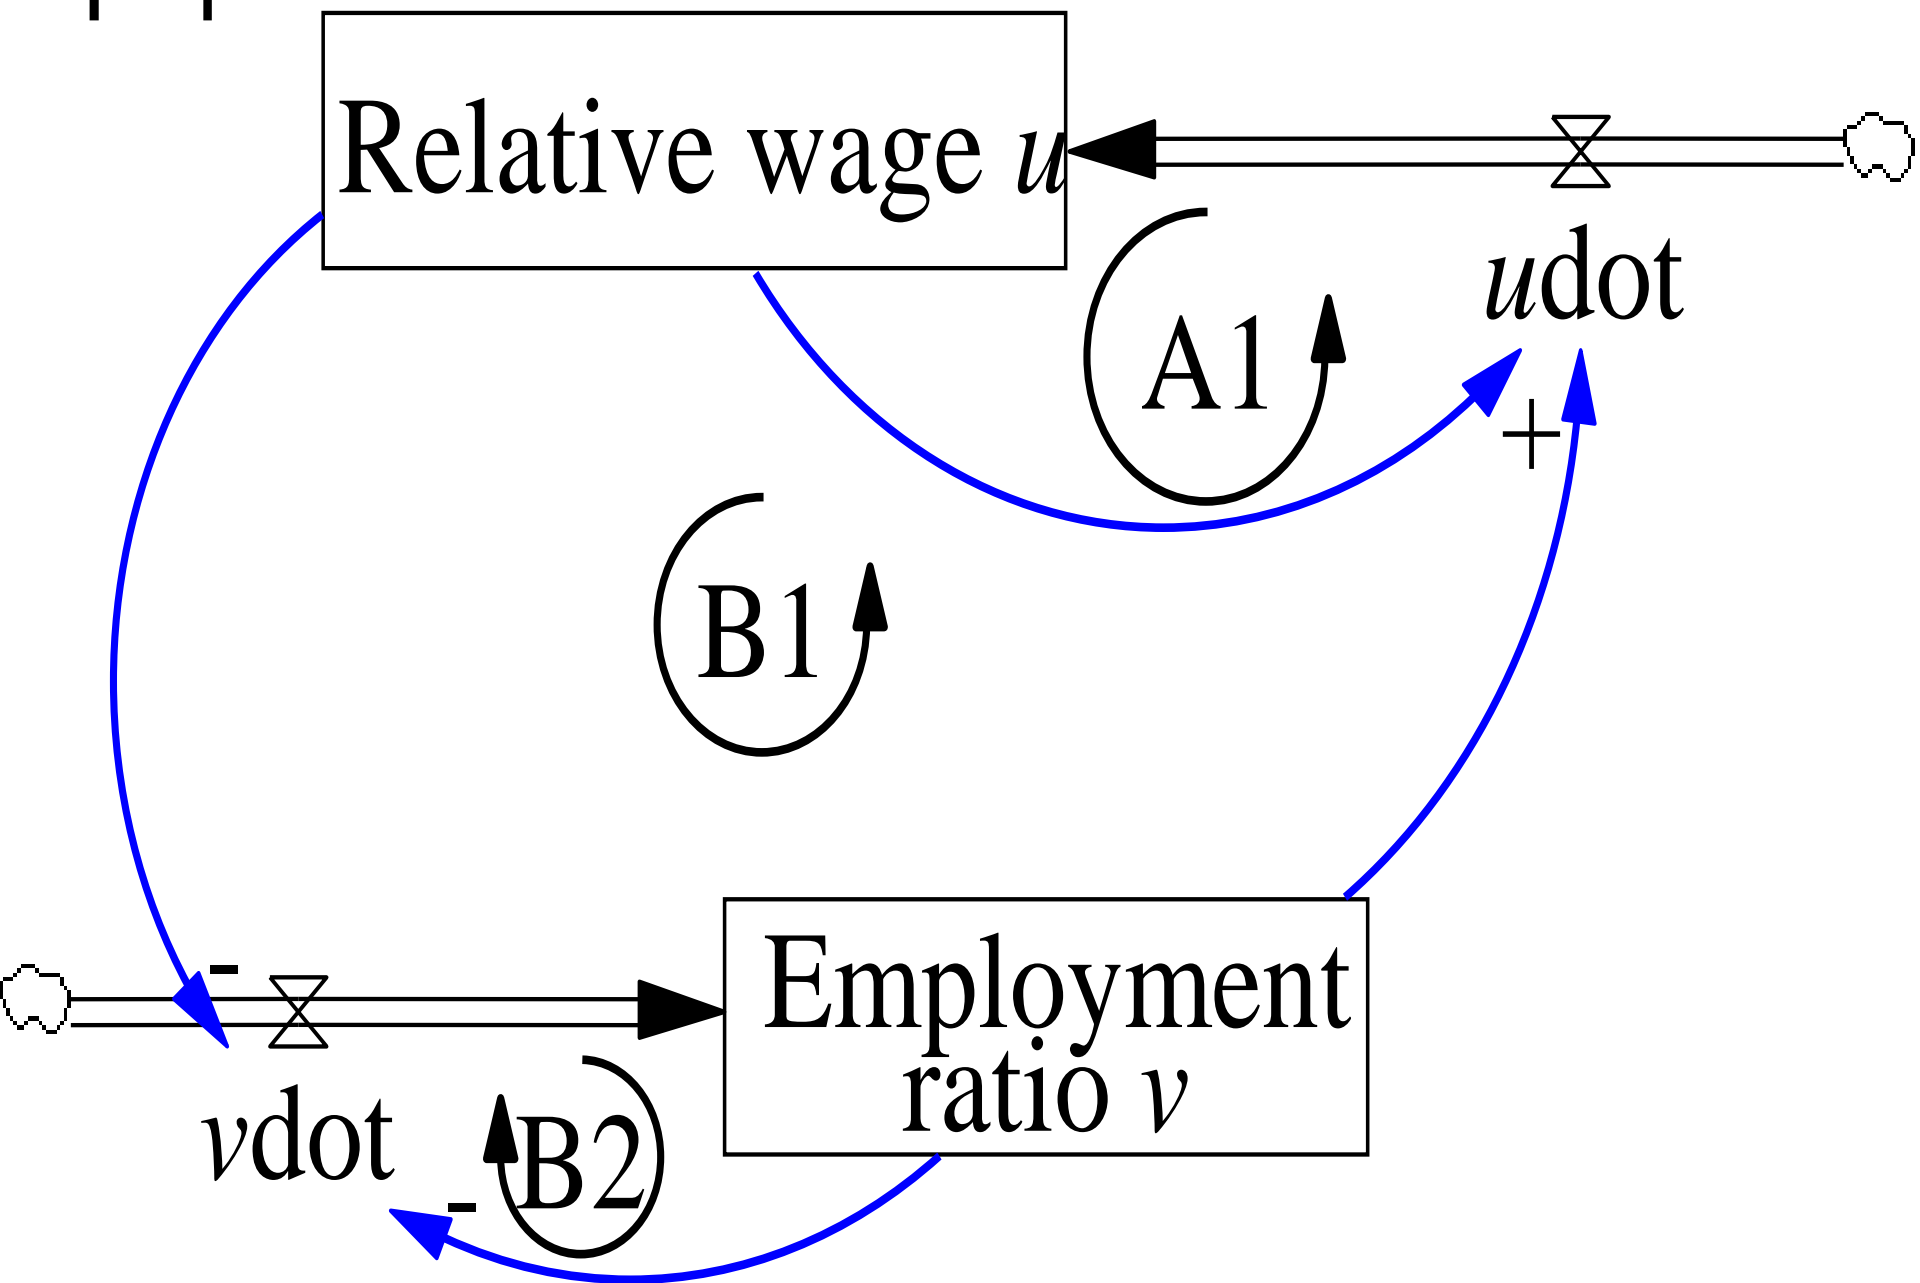 Relative wage u
udot
A1
+
B1
-
Employment
ratio v
vdot
B2
-